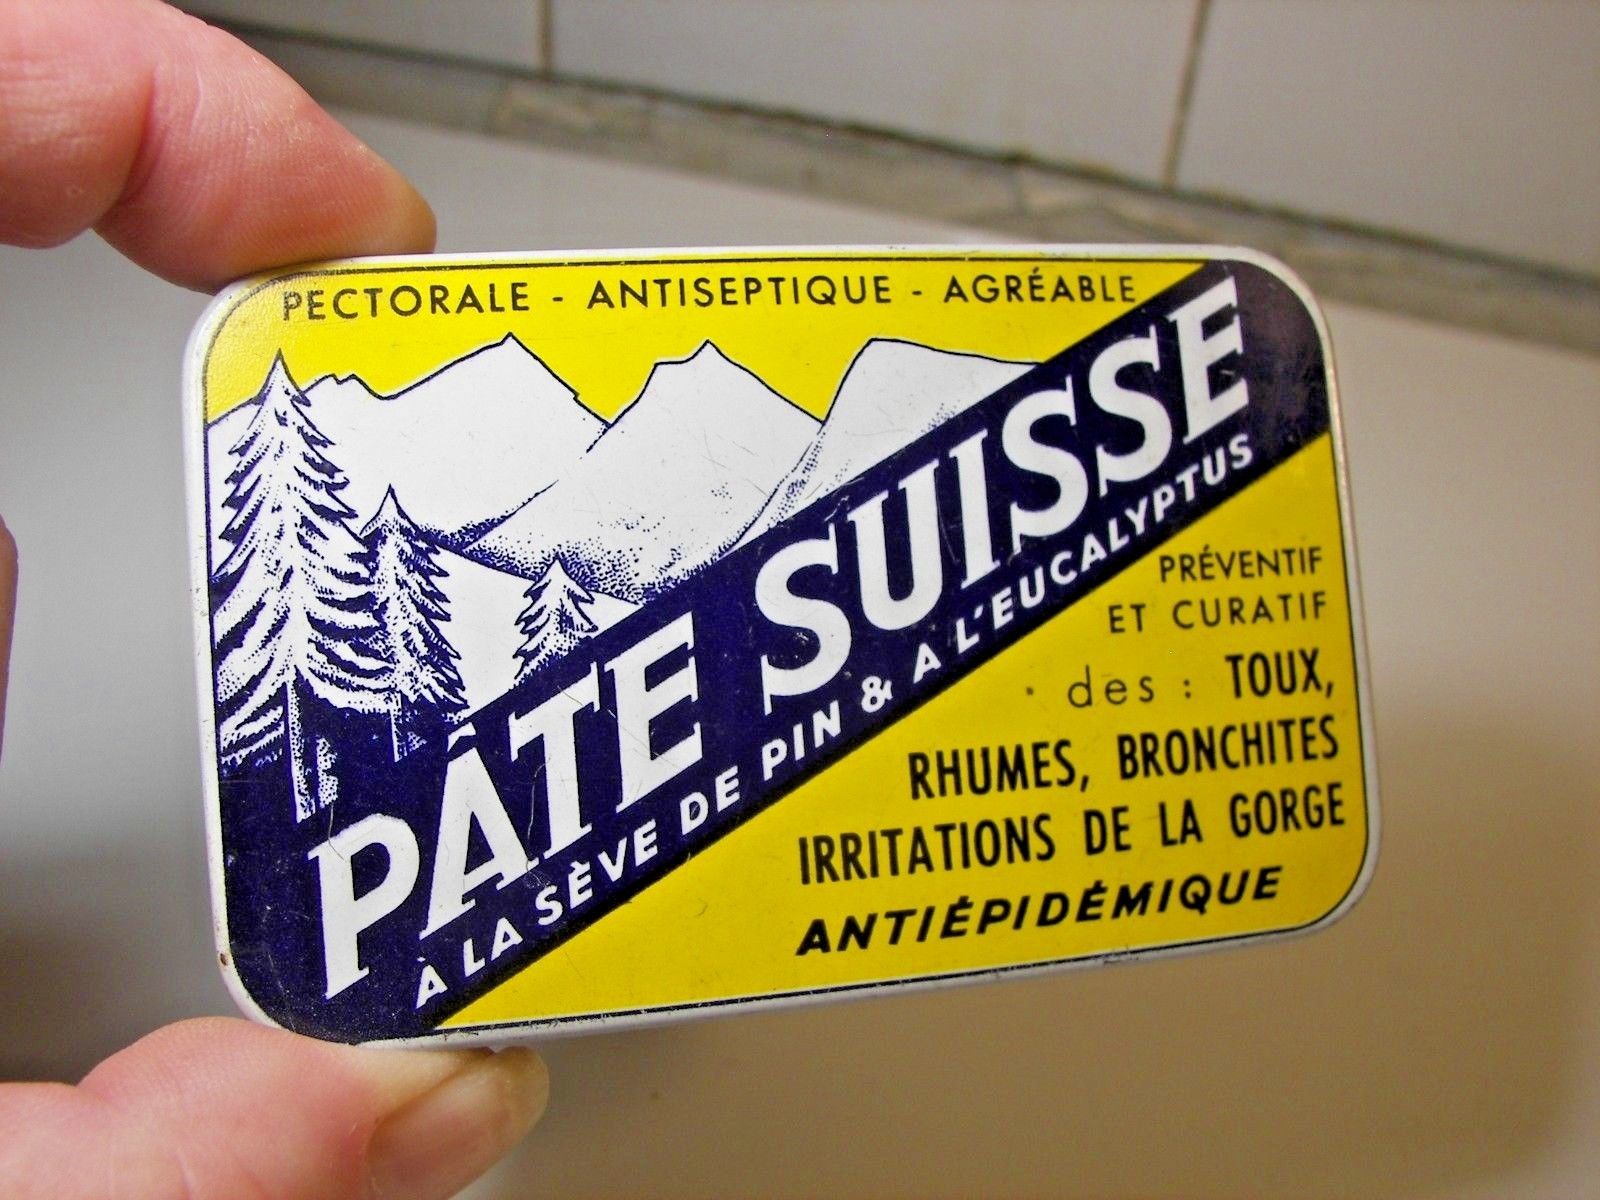 PECTORALE - ANTISEPTIQUE - AGRÉABLE
PÂTE SUISSE
À LA SÈVE DE PIN & A L'EUCALYPTUS
PRÉVENTIF
ET CURATIF
des : TOUX,
RHUMES, BRONCHITES
IRRITATIONS DE LA GORGE
ANTIÉPIDÉMIQUE